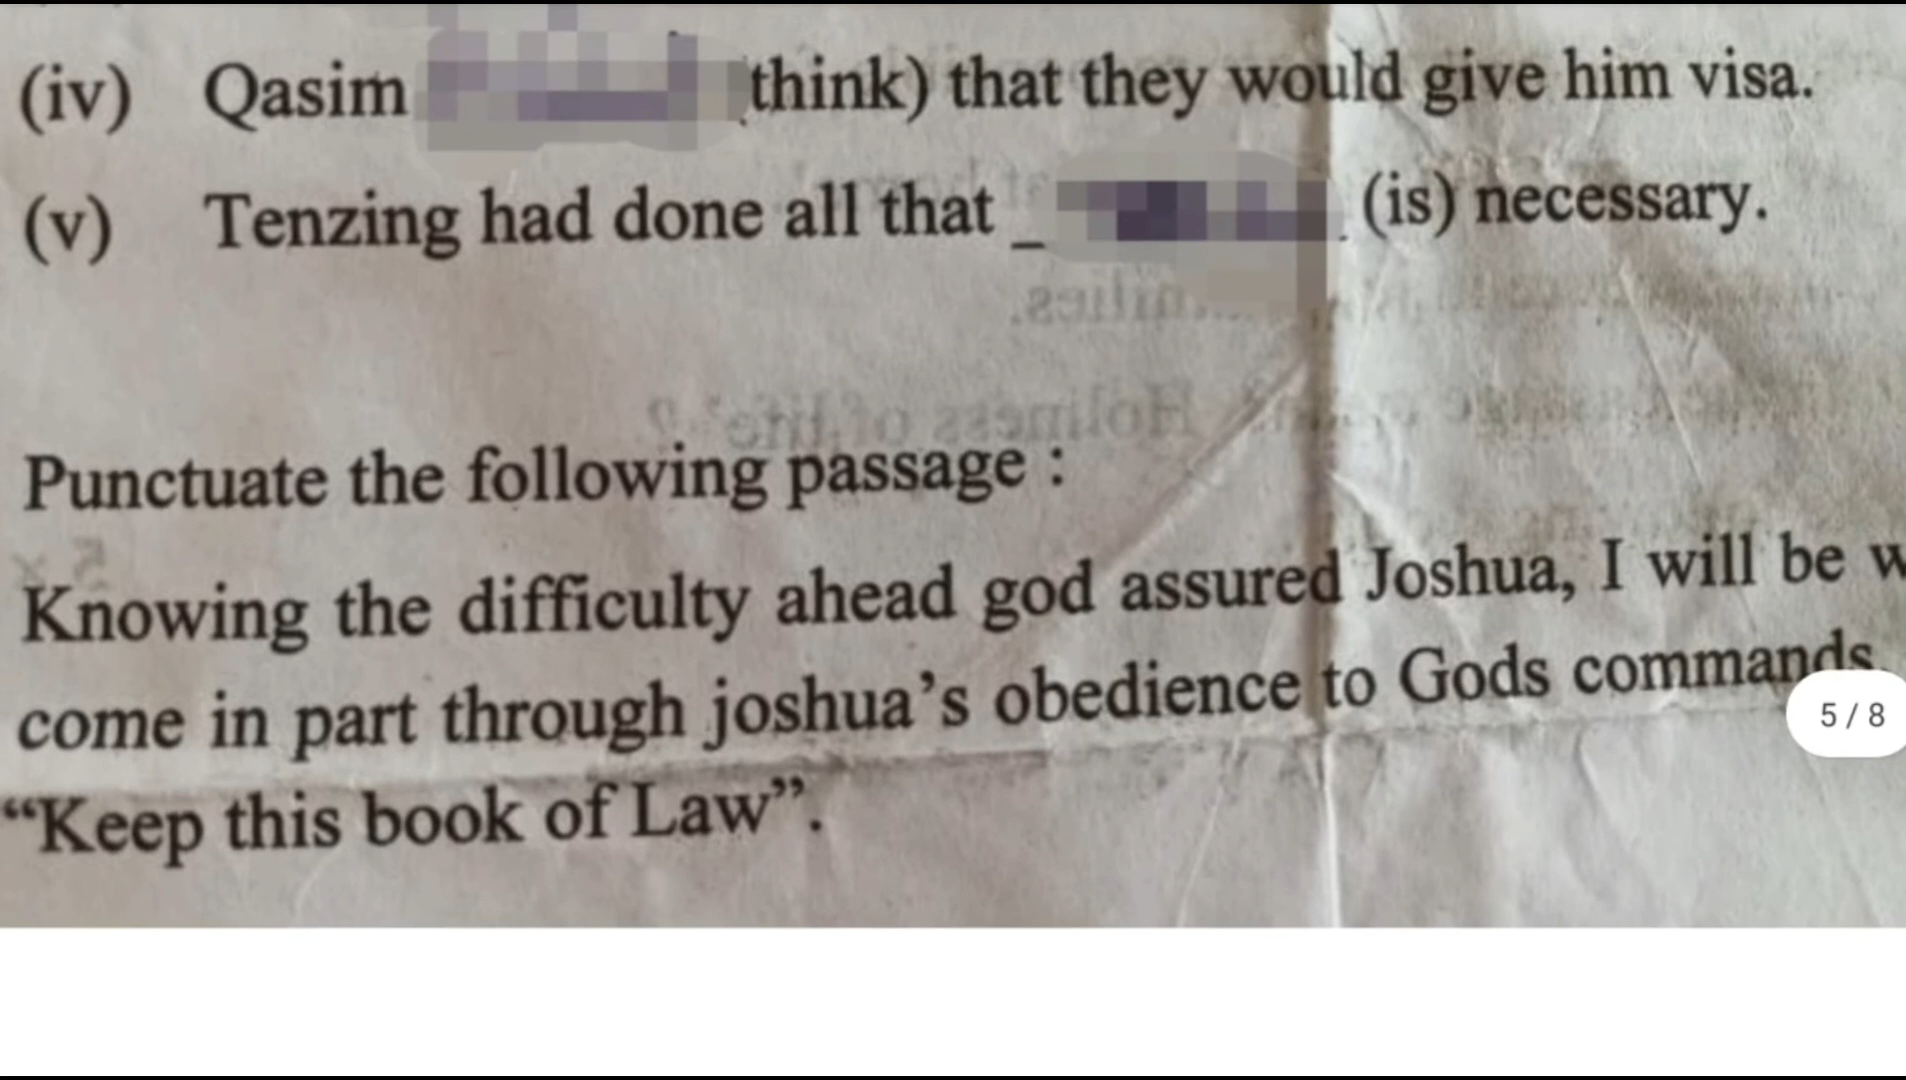 (iv) Qasim think) that they would give him visa.
(v) Tenzing had done all that _ (is) necessary.
Punctuate the following passage :
Knowing the difficulty ahead god assured Joshua, I will be
come in part through joshua's obedience to Gods commands
5 / 8
“Keep this book of Law”.